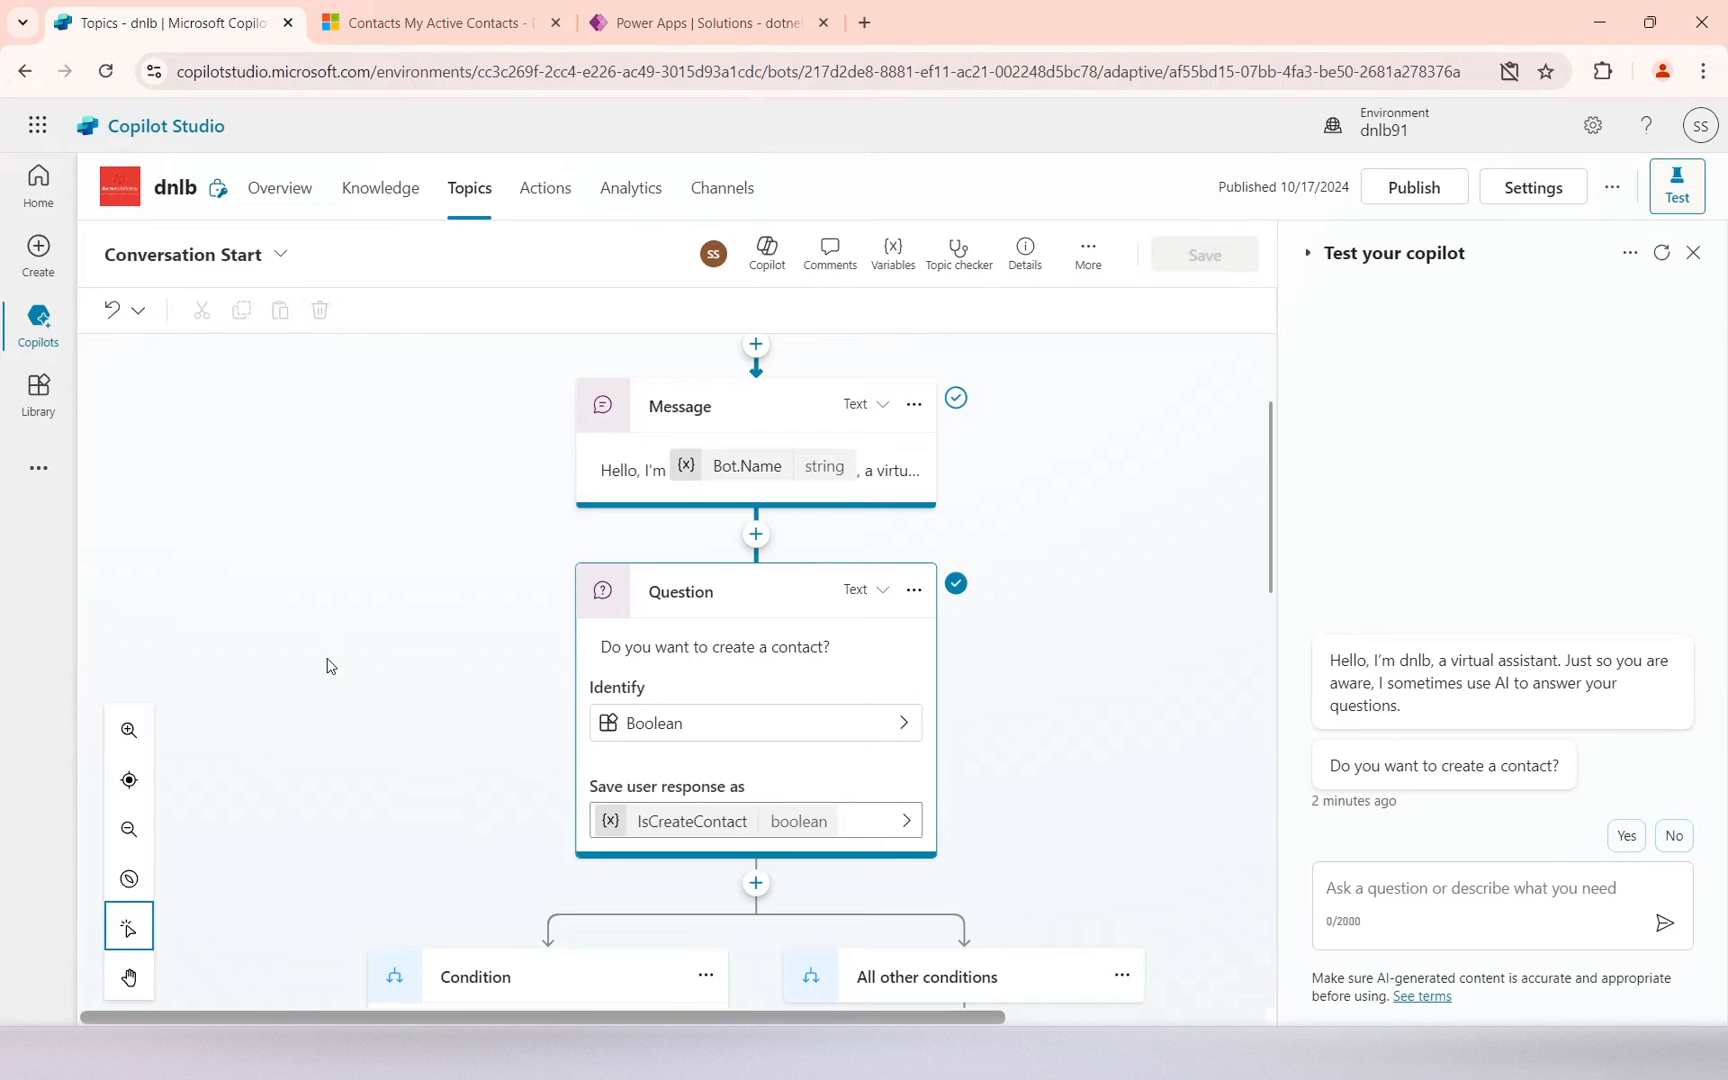 Topics - dnlb | Microsoft Copilo
Contacts My Active Contacts -
Power Apps | Solutions - dotne
copilotstudio.microsoft.com/environments/cc3c269f-2cc4-e226-ac49-3015d93a1cdc/bots/217d2de8-8881-ef11-ac21-002248d5bc78/adaptive/af55bd15-07bb-4fa3-be50-2681a278376a
Copilot Studio
Environment
dnlb91
SS
Home
Create
Copilots
Library
dnlb
Overview
Knowledge
Topics
Actions
Analytics
Channels
Published 10/17/2024
Publish
Settings
Test
Conversation Start
SS
Copilot
Comments
Variables
Topic checker
Details
More
Save
Message
Text
Hello, I'm {x} Bot.Name string , a virtu...
Question
Text
Do you want to create a contact?
Identify
Boolean
Save user response as
{x} IsCreateContact boolean
Condition
All other conditions
Test your copilot
Hello, I'm dnlb, a virtual assistant. Just so you are
aware, I sometimes use AI to answer your
questions.
Do you want to create a contact?
2 minutes ago
Yes
No
Ask a question or describe what you need
0/2000
Make sure AI-generated content is accurate and appropriate
before using. See terms